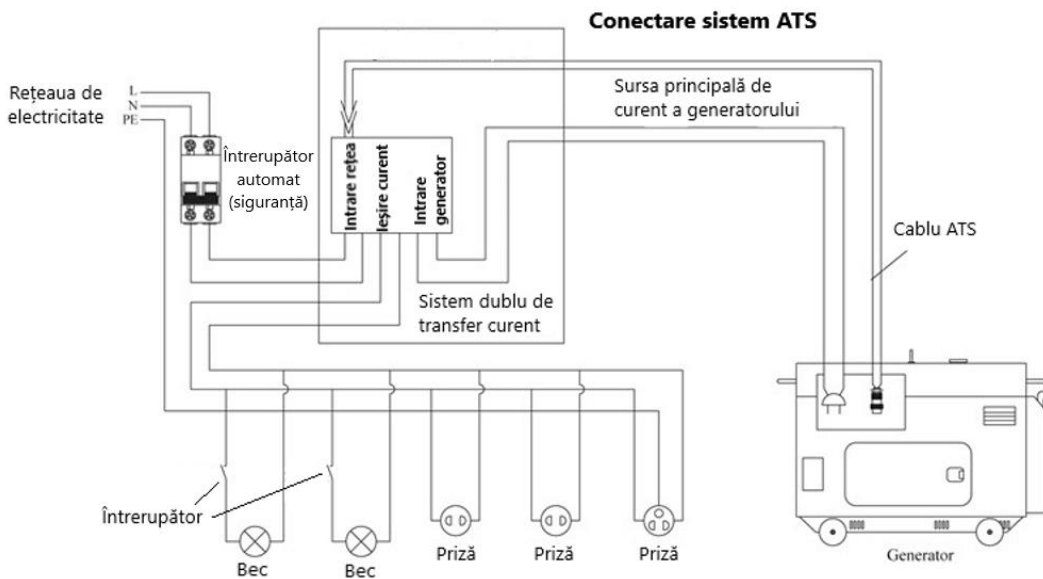 Conectare sistem ATS
Rețeaua de
electricitate
L
N
PE
Întrerupător
automat
(siguranță)
Intrare rețea
Ieșire curent
Intrare
generator
Sursa principală de
curent a generatorului
Cablu ATS
Sistem dublu de
transfer curent
Întrerupător
Bec
Bec
Priză
Priză
Priză
Generator